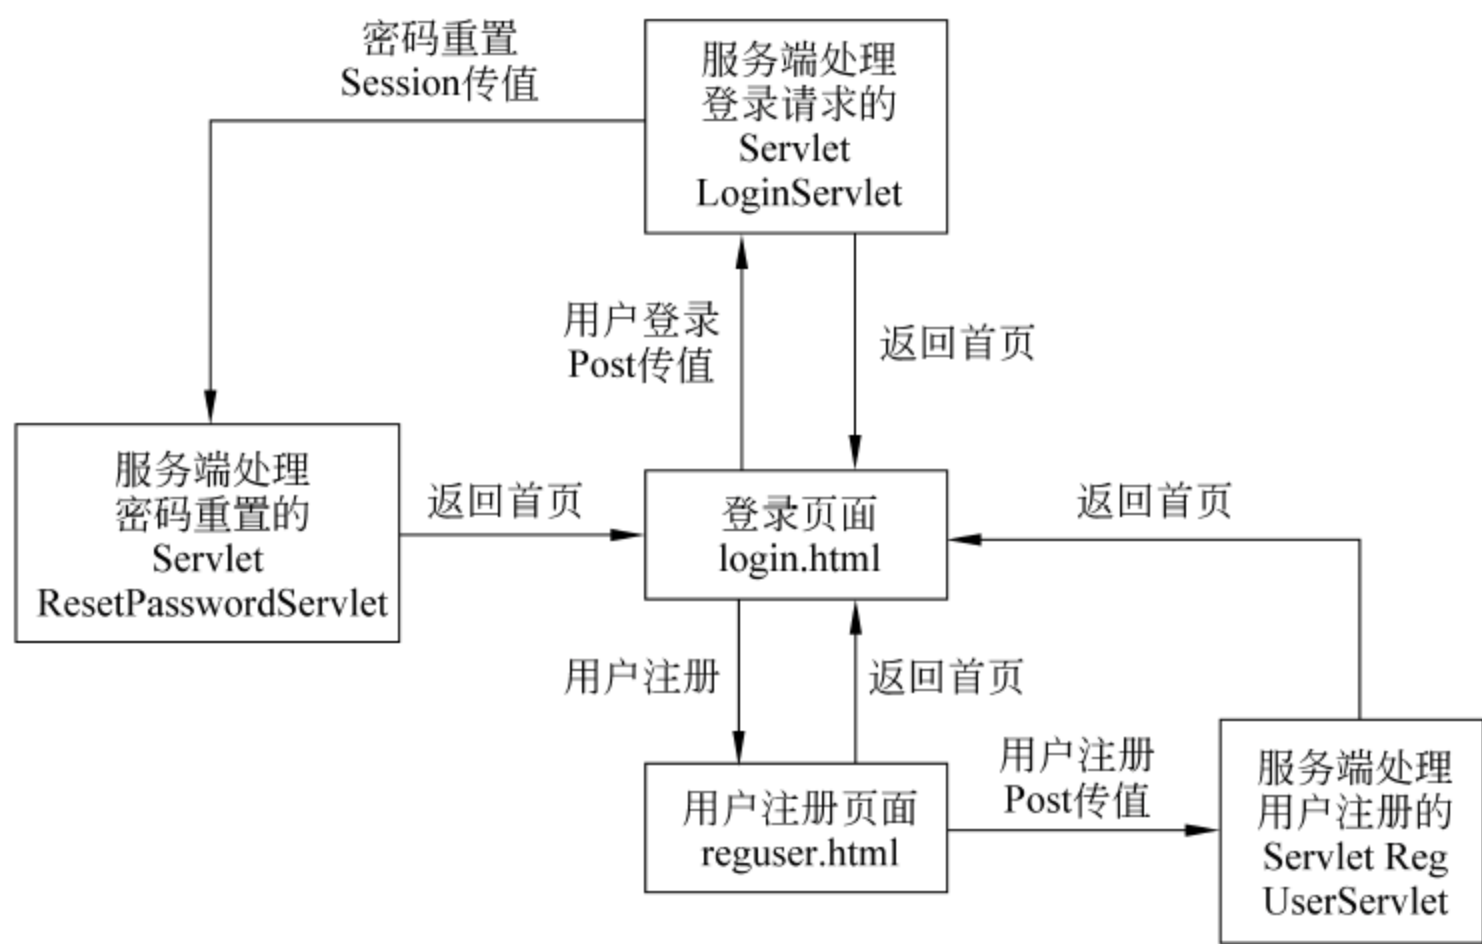 密码重置
Session传值
服务端处理
登录请求的
Servlet
LoginServlet
用户登录
Post传值
返回首页
服务端处理
密码重置的
Servlet
ResetPasswordServlet
返回首页
登录页面
login.html
返回首页
用户注册
返回首页
用户注册页面
reguser.html
用户注册
Post传值
服务端处理
用户注册的
Servlet Reg
UserServlet